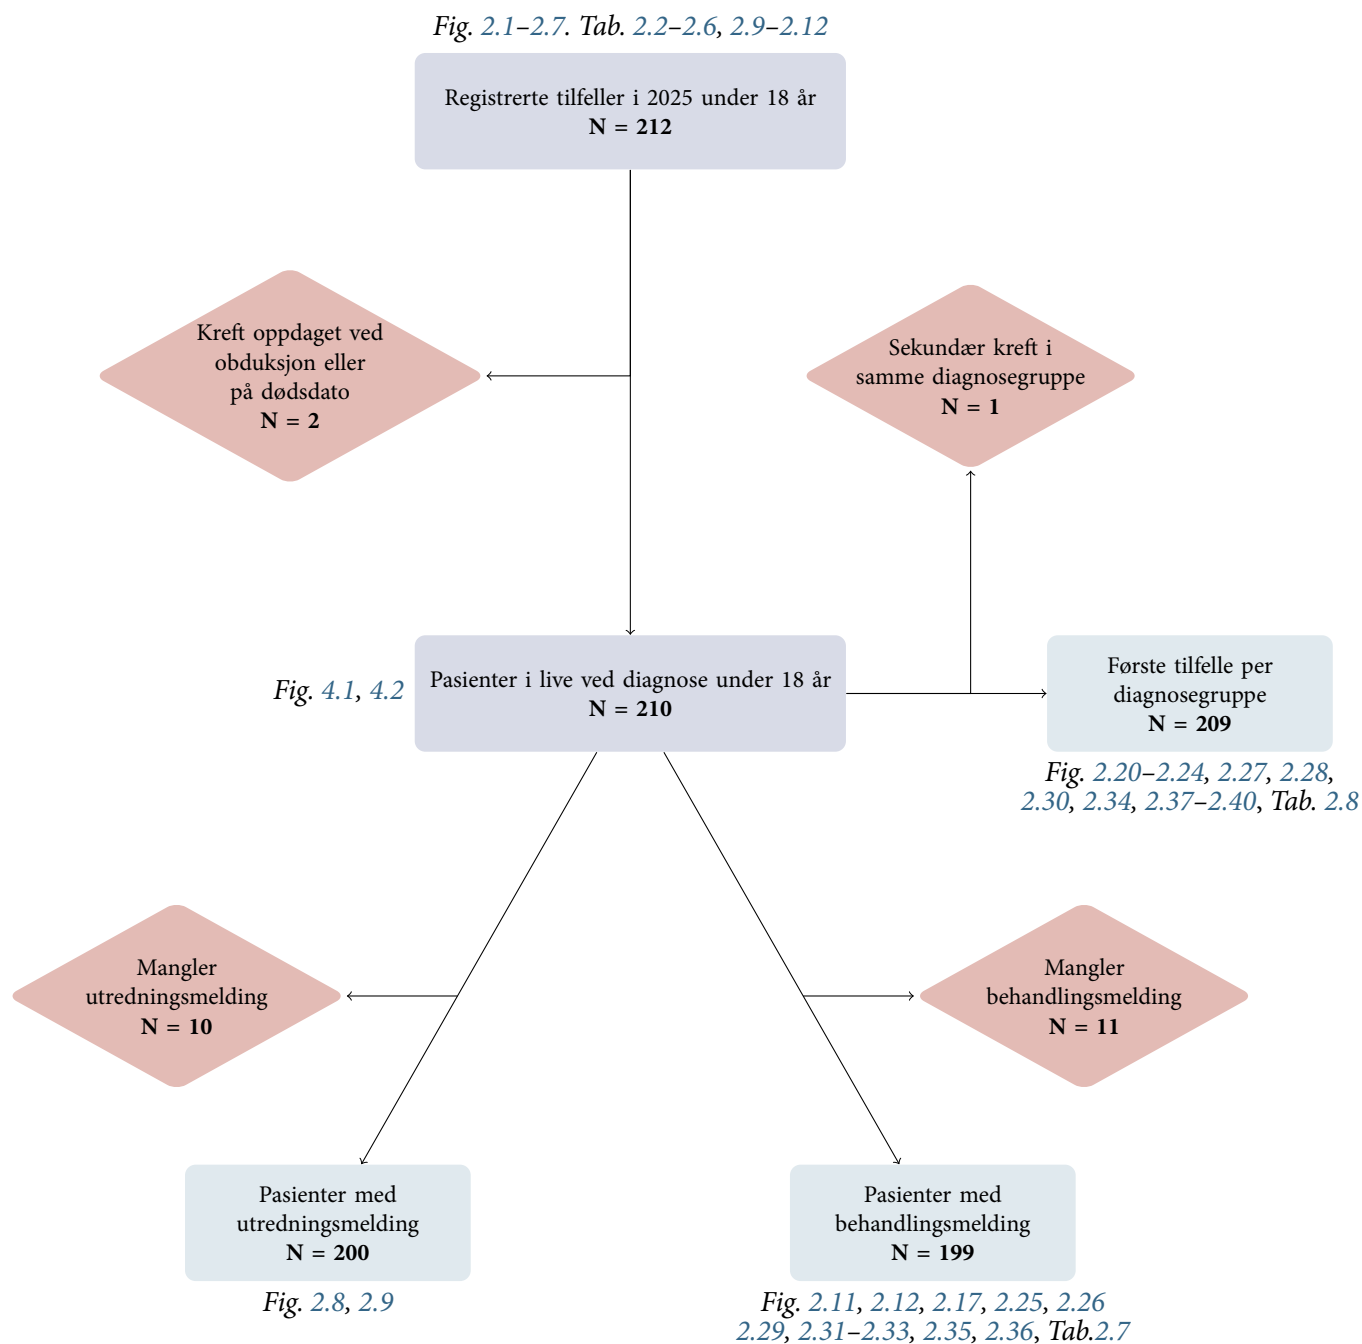 Fig. 2.1–2.7. Tab. 2.2–2.6, 2.9–2.12
Registrerte tilfeller i 2025 under 18 år
N = 212
Kreft oppdaget ved
obduksjon eller
på dødsdato
N = 2
Sekundær kreft i
samme diagnosegruppe
N = 1
Fig. 4.1, 4.2
Pasienter i live ved diagnose under 18 år
N = 210
Første tilfelle per
diagnosegruppe
N = 209
Fig. 2.20–2.24, 2.27, 2.28,
2.30, 2.34, 2.37–2.40, Tab. 2.8
Mangler
utredningsmelding
N = 10
Mangler
behandlingsmelding
N = 11
Pasienter med
utredningsmelding
N = 200
Fig. 2.8, 2.9
Pasienter med
behandlingsmelding
N = 199
Fig. 2.11, 2.12, 2.17, 2.25, 2.26
2.29, 2.31–2.33, 2.35, 2.36, Tab.2.7